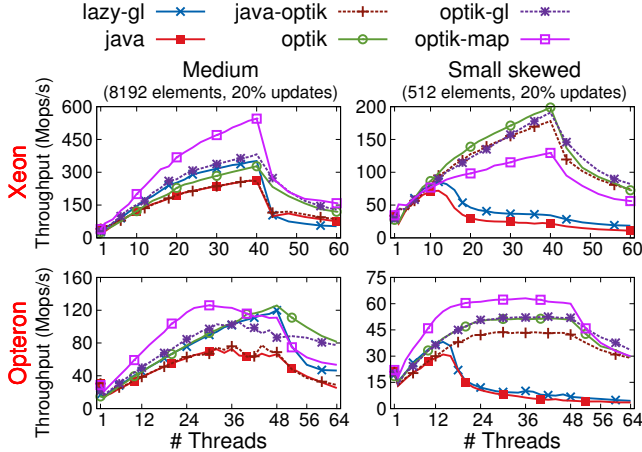 lazy-gl java-optik optik-gl
java optik optik-map
Medium Small skewed
(8192 elements, 20% updates) (512 elements, 20% updates)
Xeon
Throughput (Mops/s)
600
450
300
150
0
1 10 20 30 40 50 60
200
150
100
50
0
1 10 20 30 40 50 60
Opteron
Throughput (Mops/s)
160
120
80
40
0
1 12 24 36 48 56 64
# Threads
75
60
45
30
15
0
1 12 24 36 48 56 64
# Threads